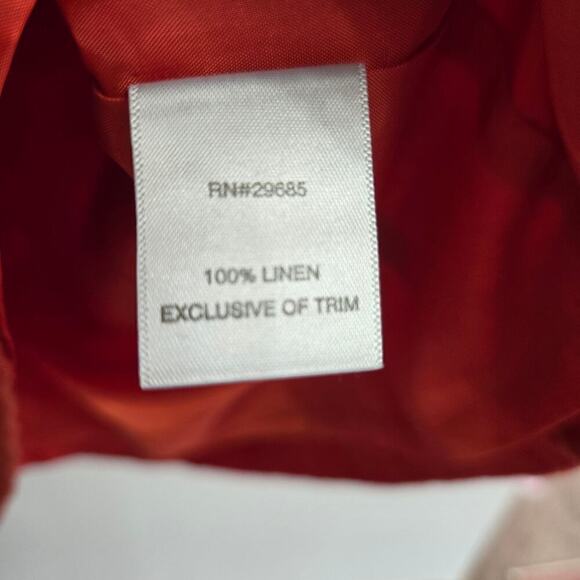 RN#29685
100% LINEN
EXCLUSIVE OF TRIM